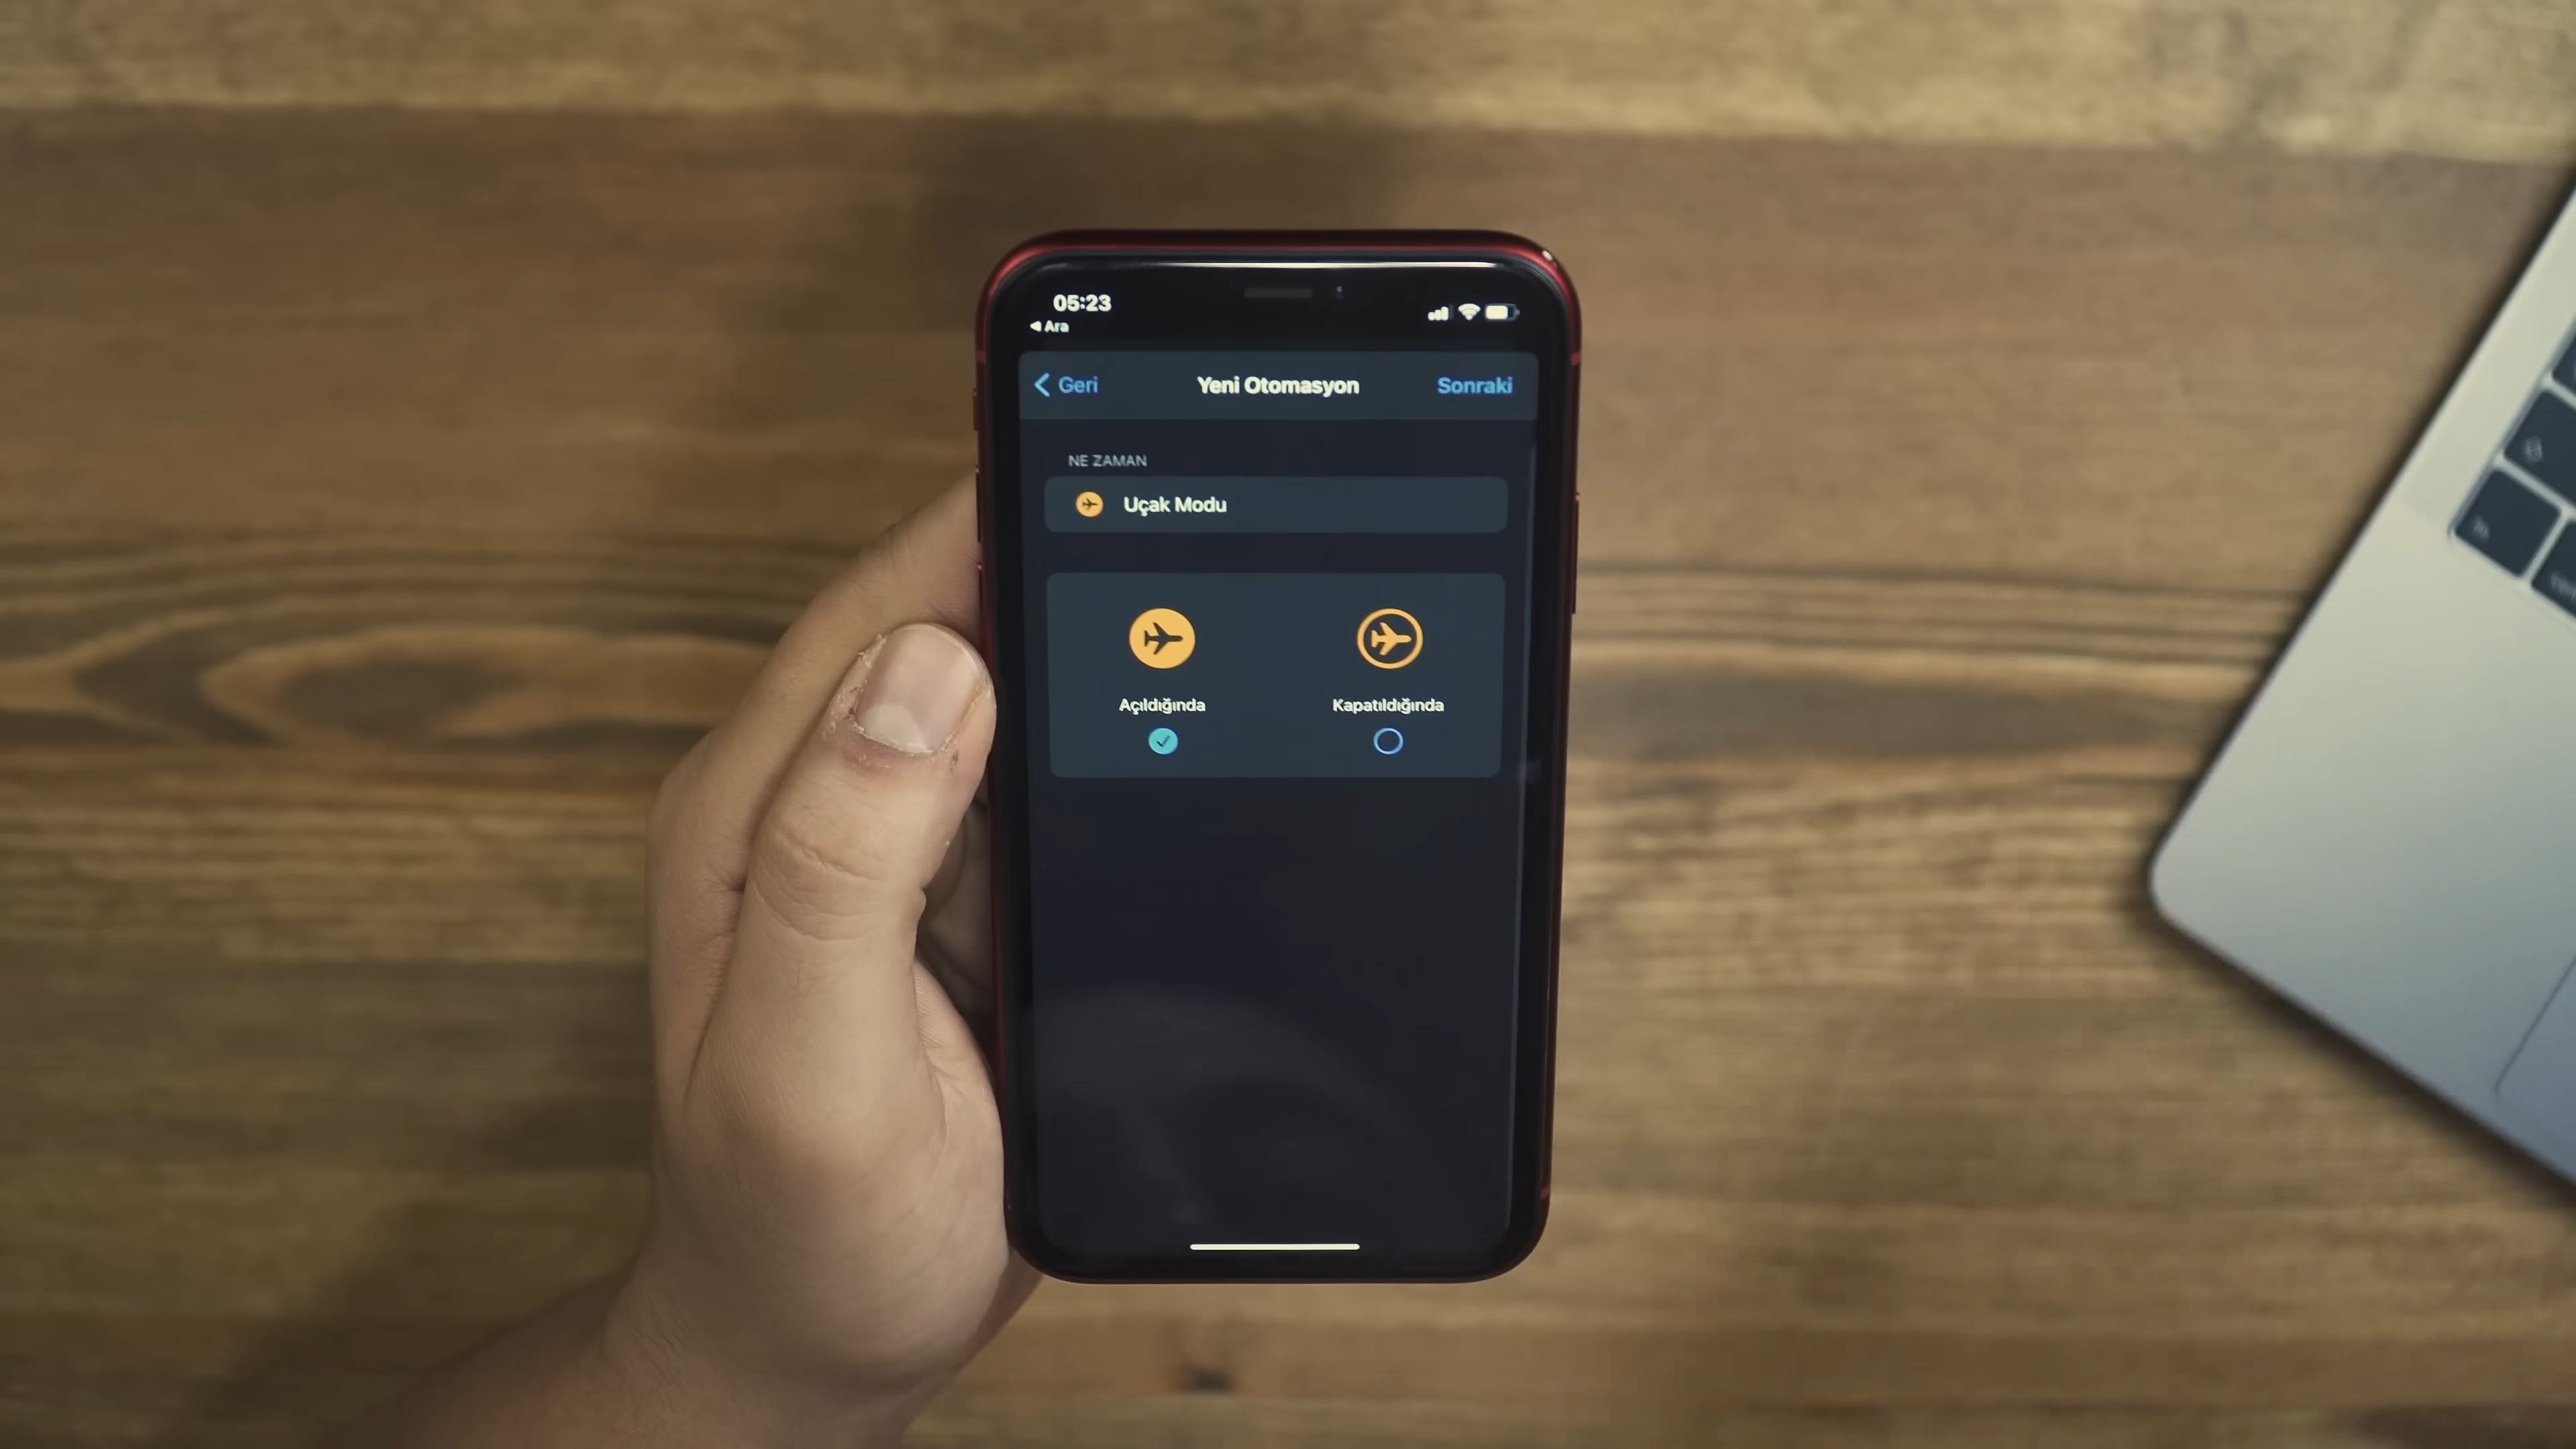 05:23
◀ Ara
Geri
Yeni Otomasyon
Sonraki
NE ZAMAN
Uçak Modu
Açıldığında
Kapatıldığında